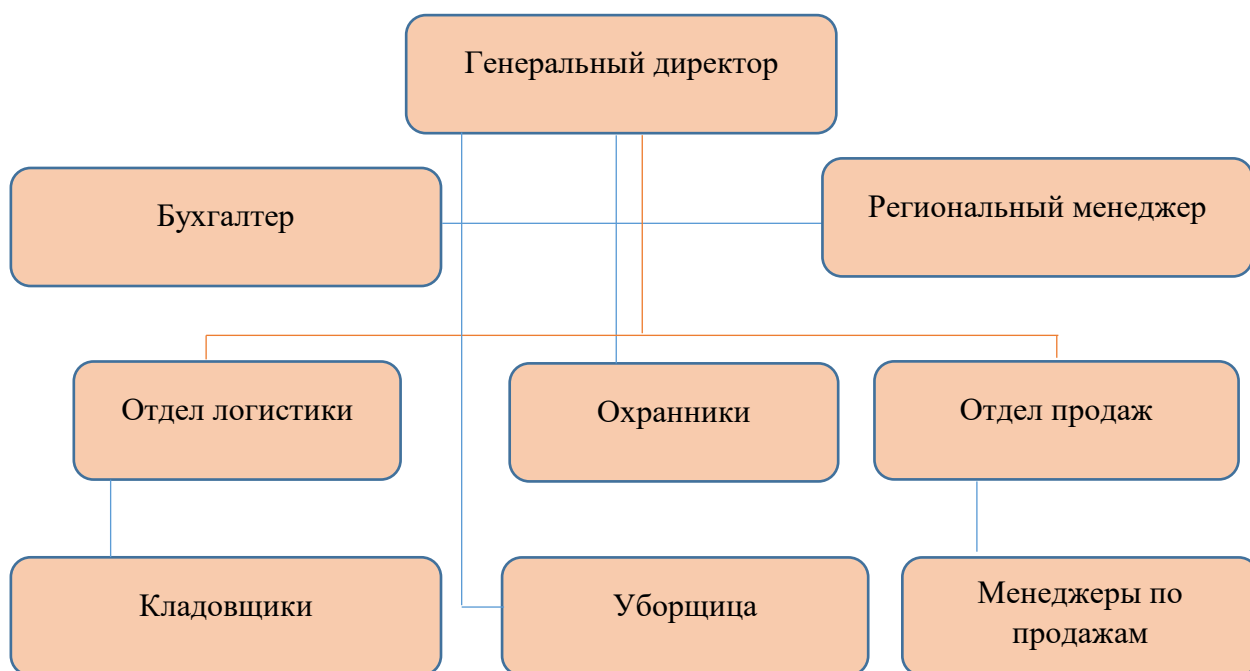 Генеральный директор
Бухгалтер
Региональный менеджер
Отдел логистики
Охранники
Отдел продаж
Кладовщики
Уборщица
Менеджеры по
продажам